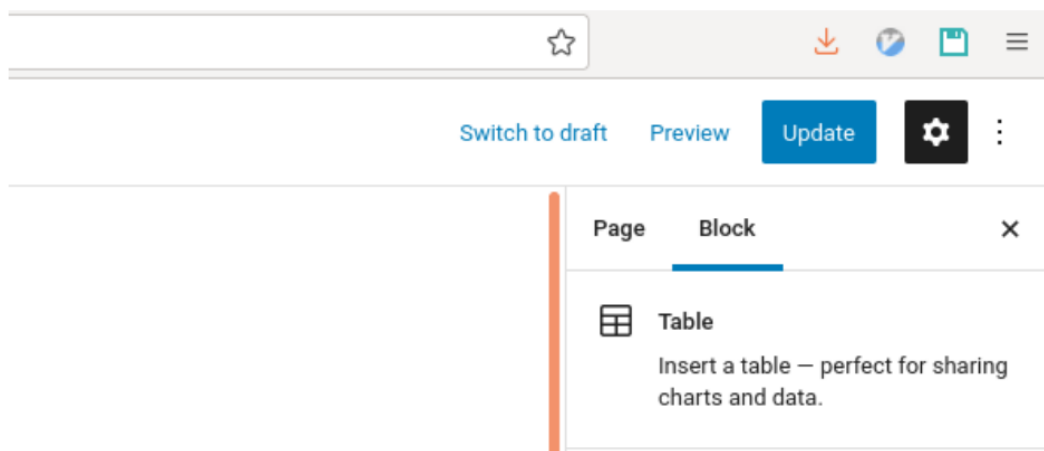 Switch to draft Preview Update
Page Block
Table
Insert a table — perfect for sharing
charts and data.